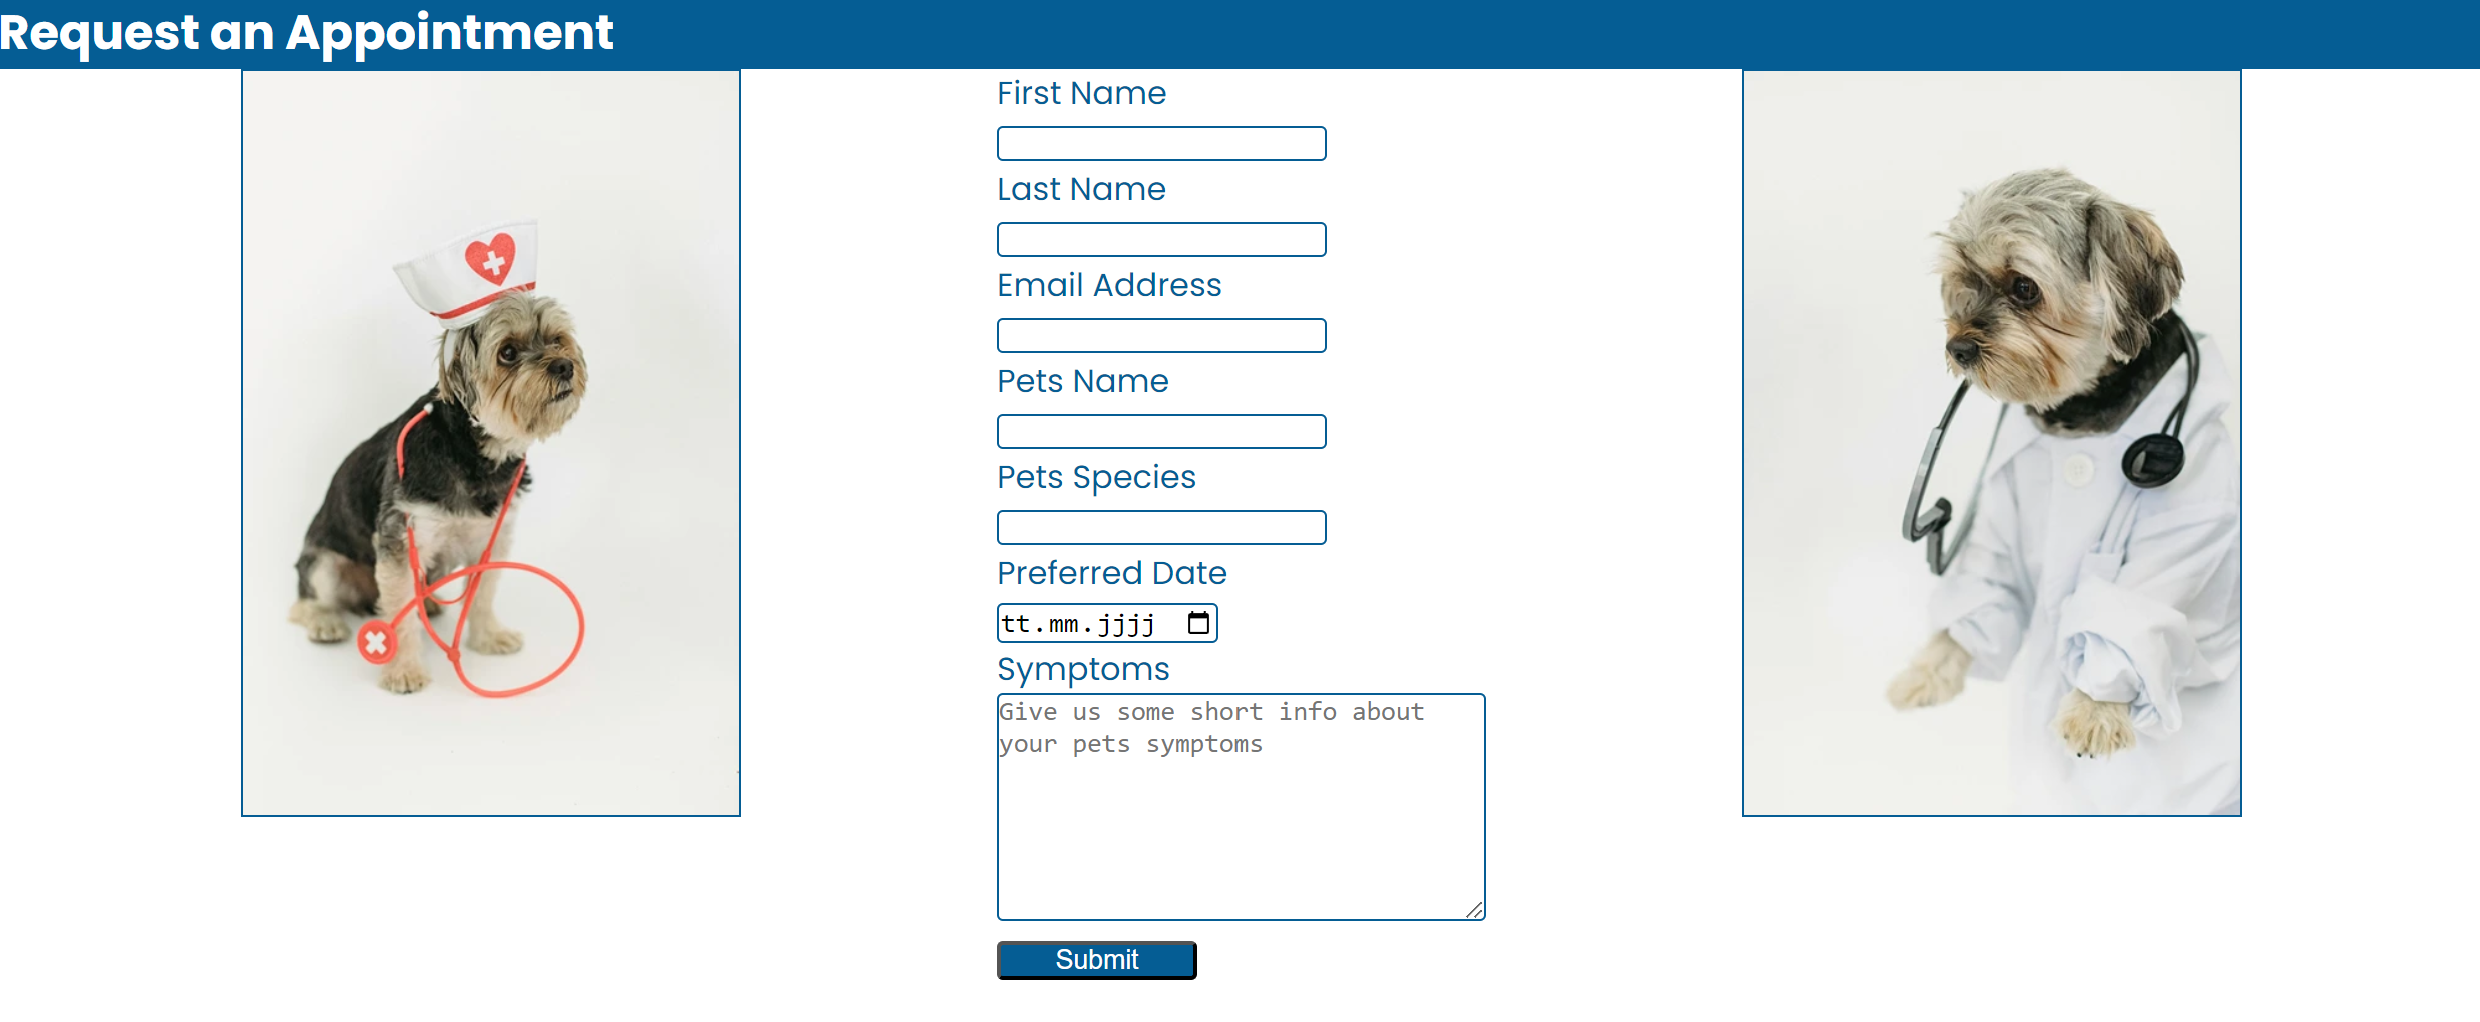 Request an Appointment
First Name
Last Name
Email Address
Pets Name
Pets Species
Preferred Date
tt.mm.jjjj
Symptoms
Give us some short info about
your pets symptoms
Submit